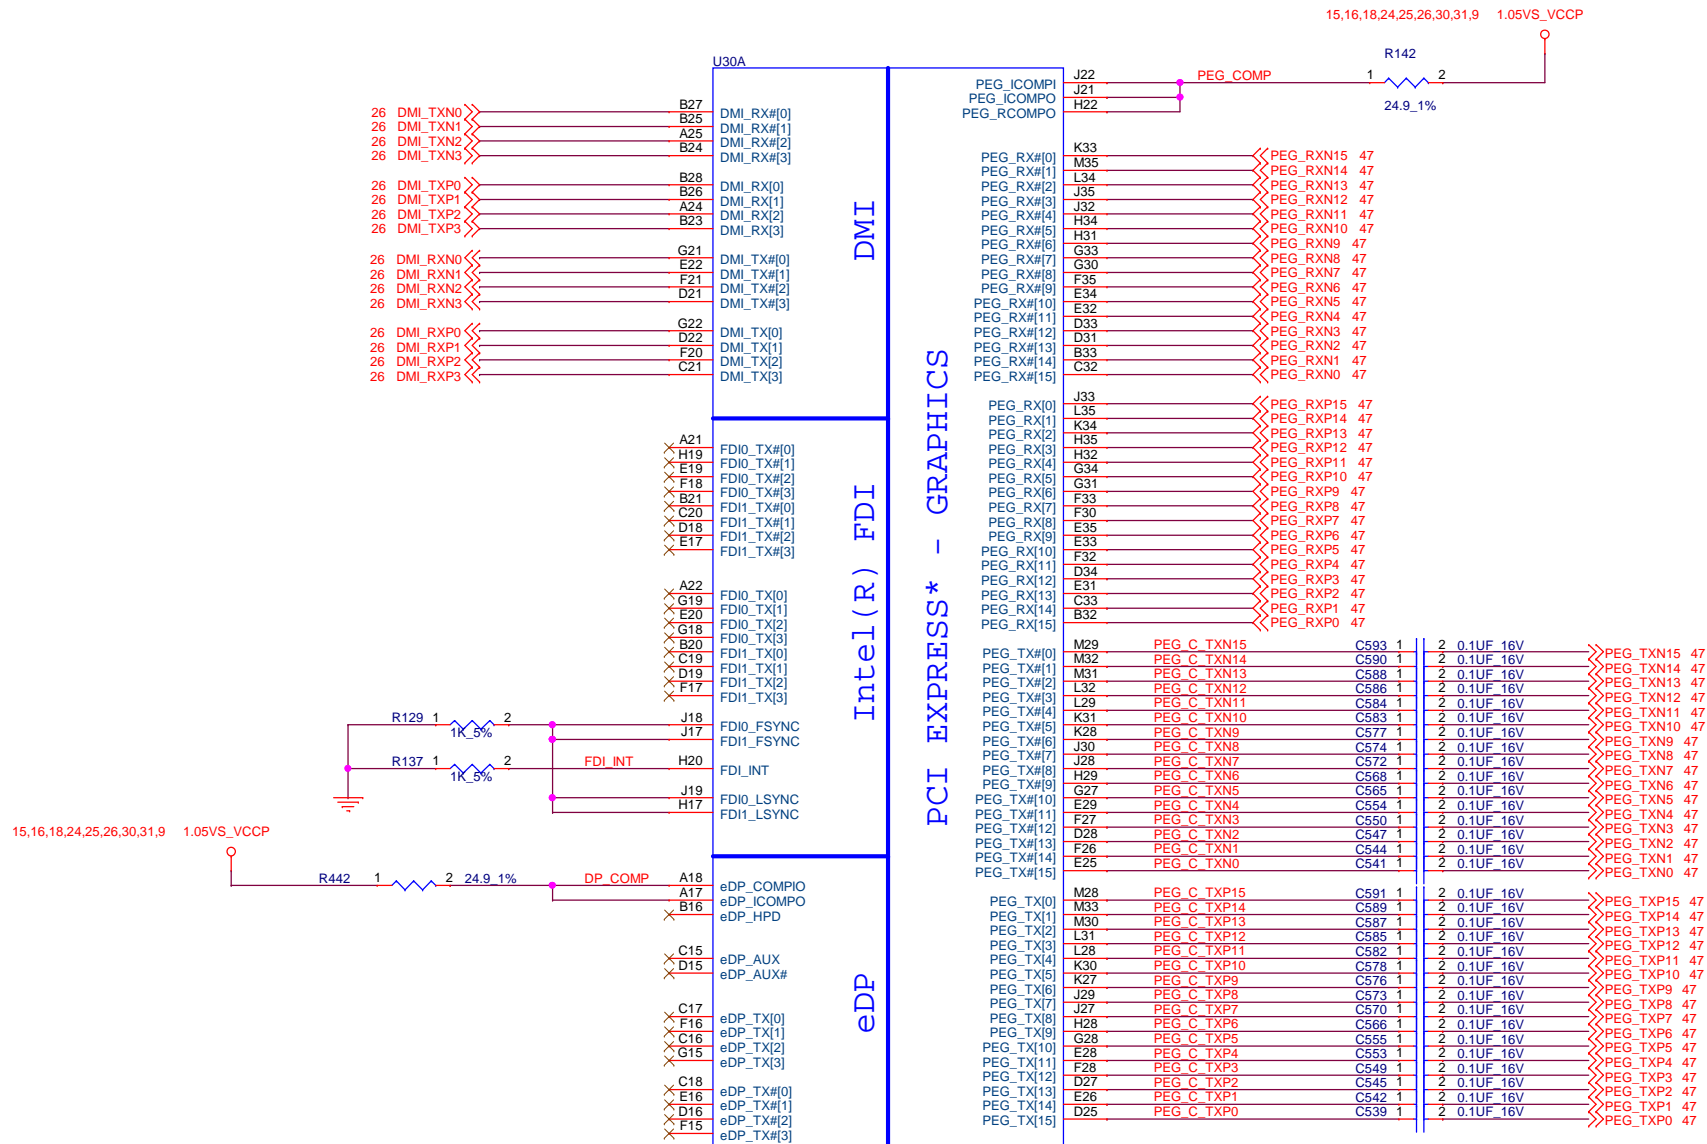 15,16,18,24,25,26,30,31,9 1.05VS_VCCP
R142
1 2
24.9_1%
PEG_COMP
U30A
DMI
Intel(R) FDI
eDP
PCI EXPRESS* - GRAPHICS
26 DMI_TXN0 B27 DMI_RX#[0]
26 DMI_TXN1 B25 DMI_RX#[1]
26 DMI_TXN2 A25 DMI_RX#[2]
26 DMI_TXN3 B24 DMI_RX#[3]
26 DMI_TXP0 B28 DMI_RX[0]
26 DMI_TXP1 B26 DMI_RX[1]
26 DMI_TXP2 A24 DMI_RX[2]
26 DMI_TXP3 B23 DMI_RX[3]
26 DMI_RXN0 G21 DMI_TX#[0]
26 DMI_RXN1 E22 DMI_TX#[1]
26 DMI_RXN2 F21 DMI_TX#[2]
26 DMI_RXN3 D21 DMI_TX#[3]
26 DMI_RXP0 G22 DMI_TX[0]
26 DMI_RXP1 D22 DMI_TX[1]
26 DMI_RXP2 F20 DMI_TX[2]
26 DMI_RXP3 C21 DMI_TX[3]
A21 FDI0_TX#[0]
H19 FDI0_TX#[1]
E19 FDI0_TX#[2]
F18 FDI0_TX#[3]
B21 FDI1_TX#[0]
C20 FDI1_TX#[1]
D18 FDI1_TX#[2]
E17 FDI1_TX#[3]
A22 FDI0_TX[0]
G19 FDI0_TX[1]
E20 FDI0_TX[2]
G18 FDI0_TX[3]
B20 FDI1_TX[0]
C19 FDI1_TX[1]
D19 FDI1_TX[2]
F17 FDI1_TX[3]
R129 1 2 J18 FDI0_FSYNC
1K_5% J17 FDI1_FSYNC
R137 1 2 FDI_INT H20 FDI_INT
1K_5%
J19 FDI0_LSYNC
H17 FDI1_LSYNC
15,16,18,24,25,26,30,31,9 1.05VS_VCCP
R442 1 2 24.9_1% DP_COMP A18 eDP_COMPIO
A17 eDP_ICOMPO
B16 eDP_HPD
C15 eDP_AUX
D15 eDP_AUX#
C17 eDP_TX[0]
F16 eDP_TX[1]
C16 eDP_TX[2]
G15 eDP_TX[3]
C18 eDP_TX#[0]
E16 eDP_TX#[1]
D16 eDP_TX#[2]
F15 eDP_TX#[3]
PEG_ICOMPI J22
PEG_ICOMPO J21
PEG_RCOMPO H22
PEG_RX#[0] K33 PEG_RXN15 47
PEG_RX#[1] M35 PEG_RXN14 47
PEG_RX#[2] L34 PEG_RXN13 47
PEG_RX#[3] J35 PEG_RXN12 47
PEG_RX#[4] J32 PEG_RXN11 47
PEG_RX#[5] H34 PEG_RXN10 47
PEG_RX#[6] H31 PEG_RXN9 47
PEG_RX#[7] G33 PEG_RXN8 47
PEG_RX#[8] G30 PEG_RXN7 47
PEG_RX#[9] F35 PEG_RXN6 47
PEG_RX#[10] E34 PEG_RXN5 47
PEG_RX#[11] E32 PEG_RXN4 47
PEG_RX#[12] D33 PEG_RXN3 47
PEG_RX#[13] D31 PEG_RXN2 47
PEG_RX#[14] B33 PEG_RXN1 47
PEG_RX#[15] C32 PEG_RXN0 47
PEG_RX[0] J33 PEG_RXP15 47
PEG_RX[1] L35 PEG_RXP14 47
PEG_RX[2] K34 PEG_RXP13 47
PEG_RX[3] H35 PEG_RXP12 47
PEG_RX[4] H32 PEG_RXP11 47
PEG_RX[5] G34 PEG_RXP10 47
PEG_RX[6] G31 PEG_RXP9 47
PEG_RX[7] F33 PEG_RXP8 47
PEG_RX[8] F30 PEG_RXP7 47
PEG_RX[9] E35 PEG_RXP6 47
PEG_RX[10] E33 PEG_RXP5 47
PEG_RX[11] F32 PEG_RXP4 47
PEG_RX[12] D34 PEG_RXP3 47
PEG_RX[13] E31 PEG_RXP2 47
PEG_RX[14] C33 PEG_RXP1 47
PEG_RX[15] B32 PEG_RXP0 47
PEG_TX#[0] M29 PEG_C_TXN15 C593 1 2 0.1UF_16V PEG_TXN15 47
PEG_TX#[1] M32 PEG_C_TXN14 C590 1 2 0.1UF_16V PEG_TXN14 47
PEG_TX#[2] M31 PEG_C_TXN13 C588 1 2 0.1UF_16V PEG_TXN13 47
PEG_TX#[3] L32 PEG_C_TXN12 C586 1 2 0.1UF_16V PEG_TXN12 47
PEG_TX#[4] L29 PEG_C_TXN11 C584 1 2 0.1UF_16V PEG_TXN11 47
PEG_TX#[5] K31 PEG_C_TXN10 C583 1 2 0.1UF_16V PEG_TXN10 47
PEG_TX#[6] K28 PEG_C_TXN9 C577 1 2 0.1UF_16V PEG_TXN9 47
PEG_TX#[7] J30 PEG_C_TXN8 C574 1 2 0.1UF_16V PEG_TXN8 47
PEG_TX#[8] J28 PEG_C_TXN7 C572 1 2 0.1UF_16V PEG_TXN7 47
PEG_TX#[9] H29 PEG_C_TXN6 C568 1 2 0.1UF_16V PEG_TXN6 47
PEG_TX#[10] G27 PEG_C_TXN5 C565 1 2 0.1UF_16V PEG_TXN5 47
PEG_TX#[11] E29 PEG_C_TXN4 C554 1 2 0.1UF_16V PEG_TXN4 47
PEG_TX#[12] F27 PEG_C_TXN3 C550 1 2 0.1UF_16V PEG_TXN3 47
PEG_TX#[13] D28 PEG_C_TXN2 C547 1 2 0.1UF_16V PEG_TXN2 47
PEG_TX#[14] F26 PEG_C_TXN1 C544 1 2 0.1UF_16V PEG_TXN1 47
PEG_TX#[15] E25 PEG_C_TXN0 C541 1 2 0.1UF_16V PEG_TXN0 47
PEG_TX[0] M28 PEG_C_TXP15 C591 1 2 0.1UF_16V PEG_TXP15 47
PEG_TX[1] M33 PEG_C_TXP14 C589 1 2 0.1UF_16V PEG_TXP14 47
PEG_TX[2] M30 PEG_C_TXP13 C587 1 2 0.1UF_16V PEG_TXP13 47
PEG_TX[3] L31 PEG_C_TXP12 C585 1 2 0.1UF_16V PEG_TXP12 47
PEG_TX[4] L28 PEG_C_TXP11 C582 1 2 0.1UF_16V PEG_TXP11 47
PEG_TX[5] K30 PEG_C_TXP10 C578 1 2 0.1UF_16V PEG_TXP10 47
PEG_TX[6] K27 PEG_C_TXP9 C576 1 2 0.1UF_16V PEG_TXP9 47
PEG_TX[7] J29 PEG_C_TXP8 C573 1 2 0.1UF_16V PEG_TXP8 47
PEG_TX[8] J27 PEG_C_TXP7 C570 1 2 0.1UF_16V PEG_TXP7 47
PEG_TX[9] H28 PEG_C_TXP6 C566 1 2 0.1UF_16V PEG_TXP6 47
PEG_TX[10] G28 PEG_C_TXP5 C555 1 2 0.1UF_16V PEG_TXP5 47
PEG_TX[11] E28 PEG_C_TXP4 C553 1 2 0.1UF_16V PEG_TXP4 47
PEG_TX[12] F28 PEG_C_TXP3 C549 1 2 0.1UF_16V PEG_TXP3 47
PEG_TX[13] D27 PEG_C_TXP2 C545 1 2 0.1UF_16V PEG_TXP2 47
PEG_TX[14] E26 PEG_C_TXP1 C542 1 2 0.1UF_16V PEG_TXP1 47
PEG_TX[15] D25 PEG_C_TXP0 C539 1 2 0.1UF_16V PEG_TXP0 47